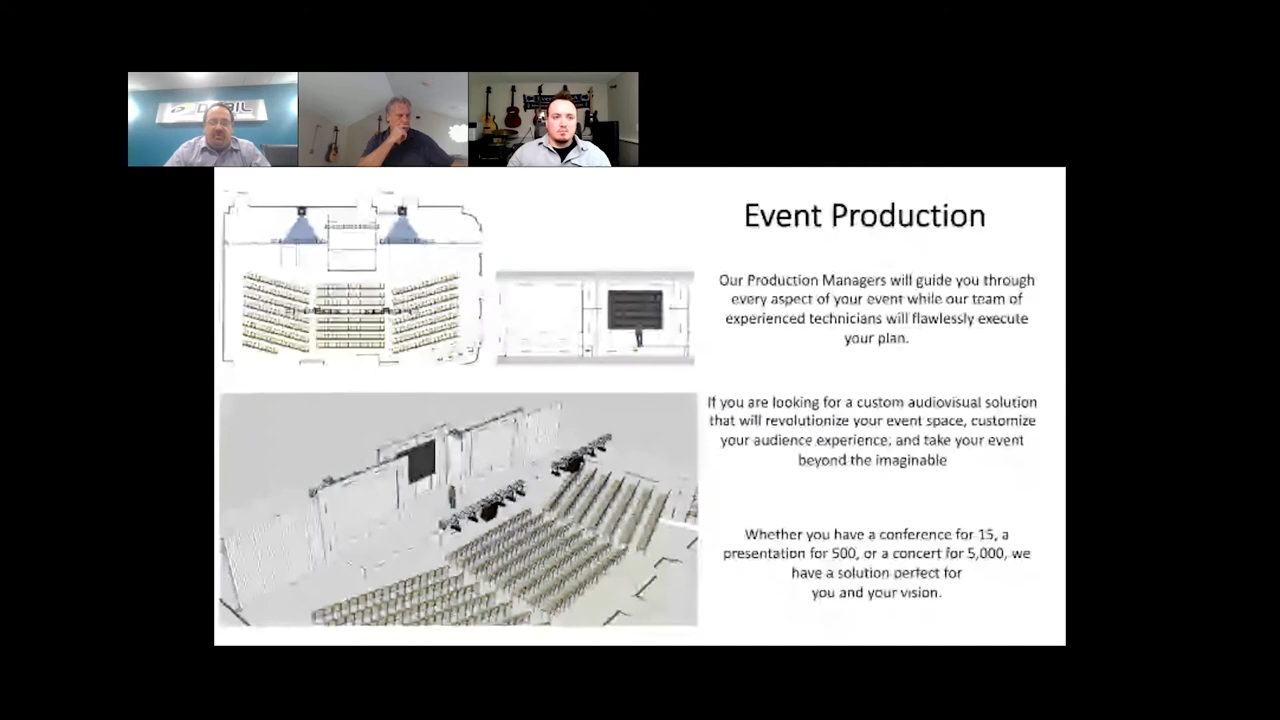 Event Production
Our Production Managers will guide you through
every aspect of your event while our team of
experienced technicians will flawlessly execute
your plan.
If you are looking for a custom audiovisual solution
that will revolutionize your event space, customize
your audience experience, and take your event
beyond the imaginable
Whether you have a conference for 15, a
presentation for 500, or a concert for 5,000, we
have a solution perfect for
you and your vision.